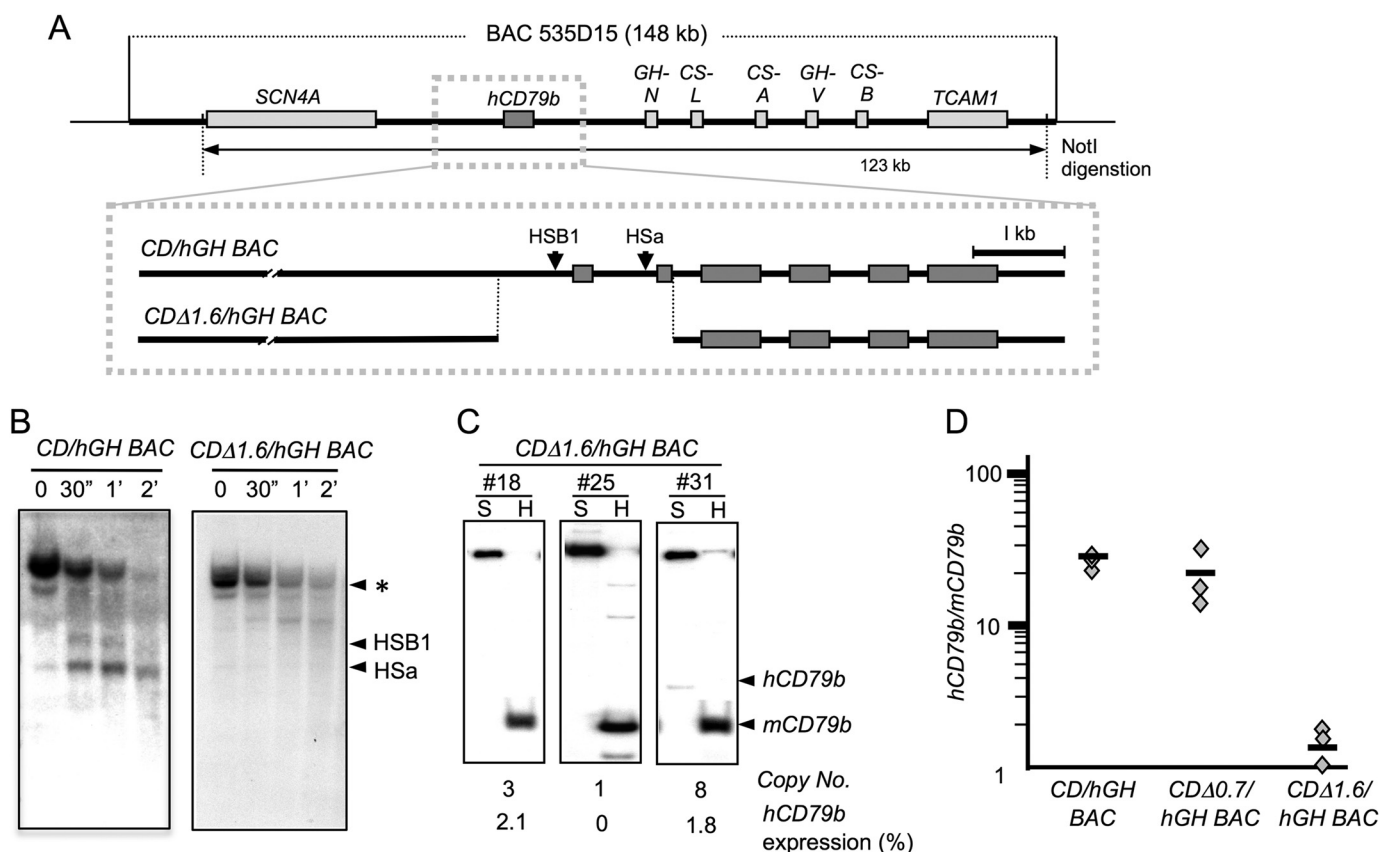 A
BAC 535D15 (148 kb)
SCN4A
hCD79b
GH-
N
CS-
L
CS-
A
GH-
V
CS-
B
TCAM1
123 kb
NotI
digenstion
CD/hGH BAC
HSB1
HSa
I kb
CDΔ1.6/hGH BAC
B
CD/hGH BAC
0 30” 1’ 2’
CDΔ1.6/hGH BAC
0 30” 1’ 2’
*
HSB1
HSa
C
CDΔ1.6/hGH BAC
#18 #25 #31
S H S H S H
hCD79b
mCD79b
3 1 8 Copy No.
2.1 0 1.8 hCD79b
expression (%)
D
hCD79b/mCD79b
100
10
1
CD/hGH
BAC
CDΔ0.7/
hGH BAC
CDΔ1.6/
hGH BAC